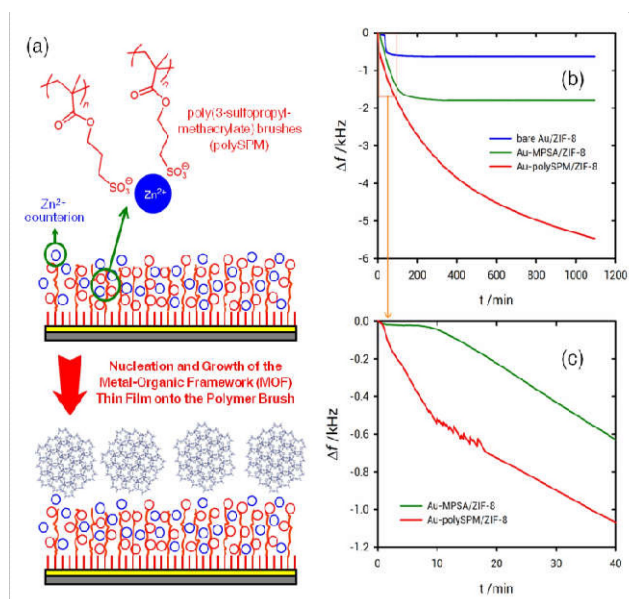 (a)
n
n
O
O
O
O
poly(3-sulfopropyl-
methacrylate) brushes
(polySPM)
SO3-
SO3-
Zn2+
Zn2-
counterion
Nucleation and Growth of the
Metal-Organic Framework (MOF)
Thin Film onto the Polymer Brush
0
-1
-2
-3
-4
-5
-6
Δf /kHz
(b)
bare Au/ZIF-8
Au-MPSA/ZIF-8
Au-polySPM/ZIF-8
0 200 400 600 800 1000 1200
t / min
0.0
-0.2
-0.4
-0.6
-0.8
-1.0
-1.2
Δf /kHz
(c)
Au-MPSA/ZIF-8
Au-polySPM/ZIF-8
0 10 20 30 40
t / min